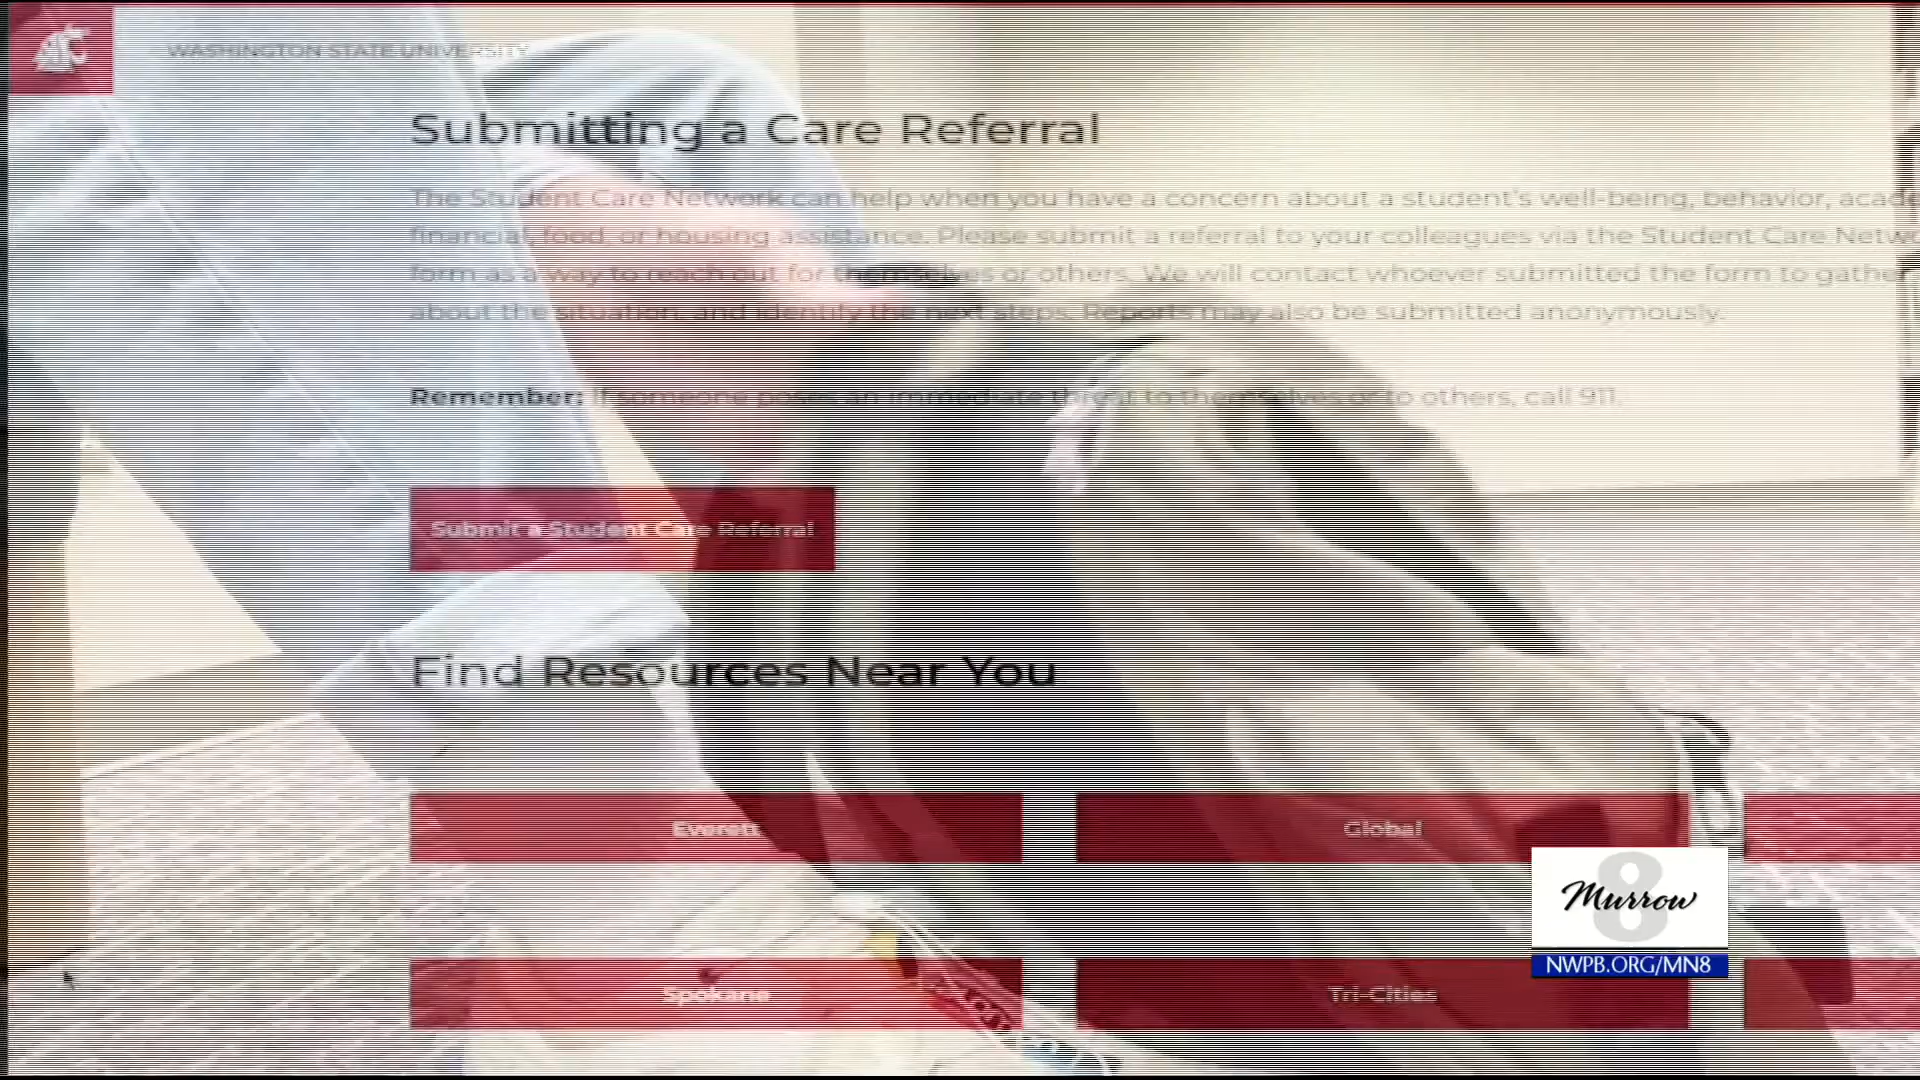 WASHINGTON STATE UNIVERSITY
Submitting a Care Referral
The Student Care Network can help when you have a concern about a student's well-being, behavior, acade
financial, food, or housing assistance. Please submit a referral to your colleagues via the Student Care Netwo
form as a way to reach out for themselves or others. We will contact whoever submitted the form to gather
about the situation, and identify the next steps. Reports may also be submitted anonymously.
Remember: If someone poses an immediate threat to themselves or to others, call 911.
Submit a Student Care Referral
Find Resources Near You
Everett
Global
8
Murrow
NWPB.ORG/MN8
Spokane
Tri-Cities